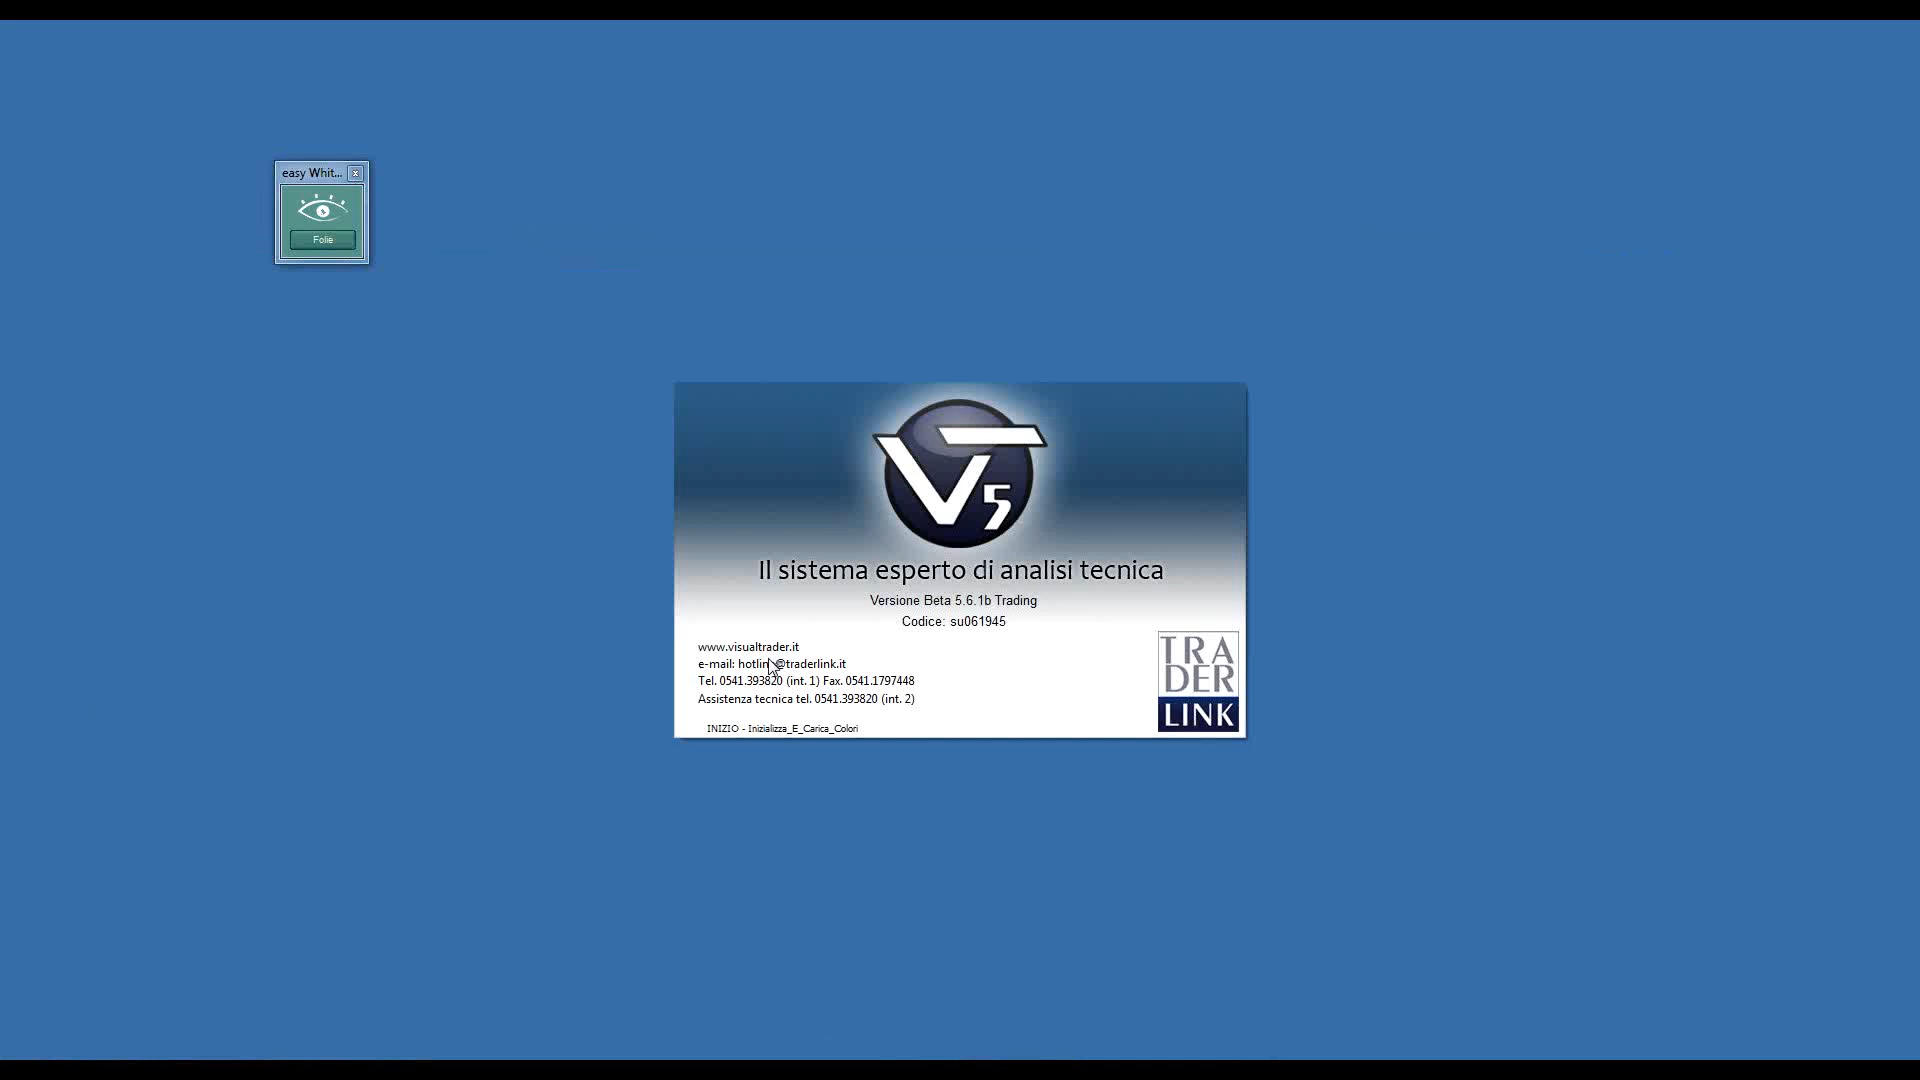 easy Whit...
Folie
VT5
Il sistema esperto di analisi tecnica
Versione Beta 5.6.1b Trading
Codice: su061945
www.visualtrader.it
e-mail: hotline@traderlink.it
Tel. 0541.393820 (int. 1) Fax. 0541.1797448
Assistenza tecnica tel. 0541.393820 (int. 2)
INIZIO - Inizializza_E_Carica_Colori
TRA
DER
LINK